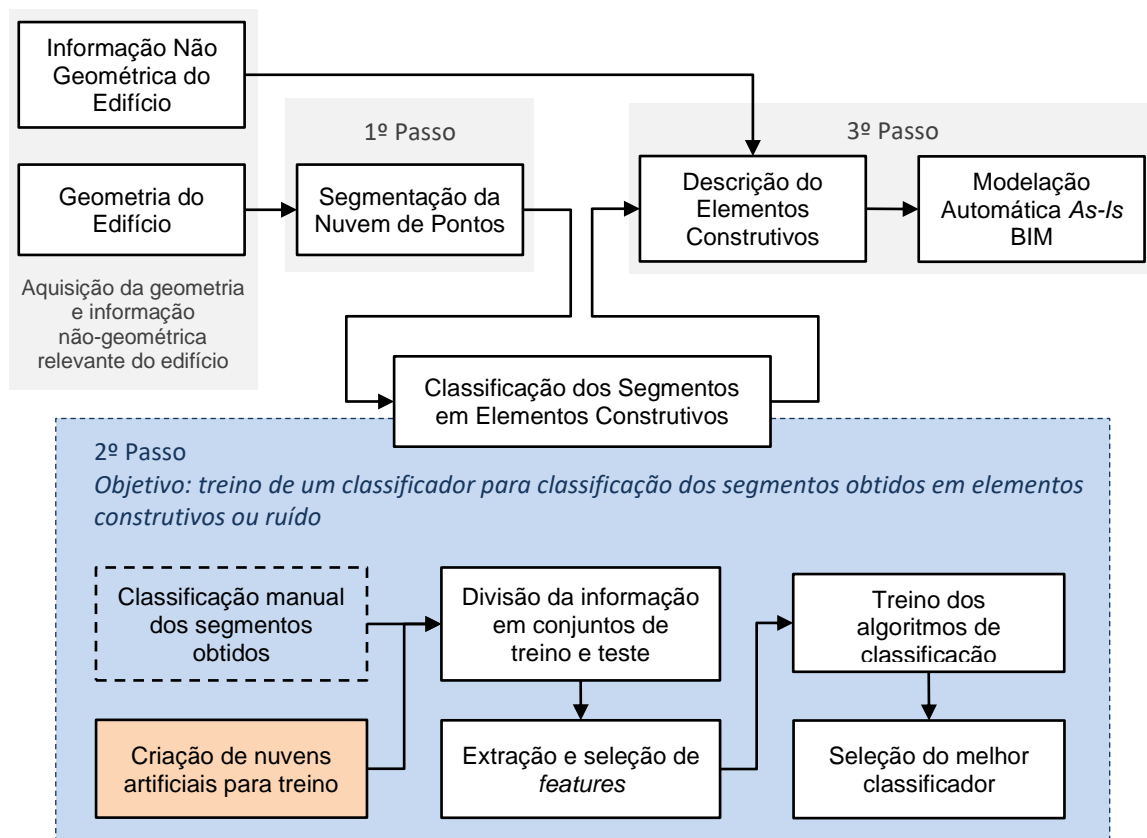 Informação Não
Geométrica do
Edifício
1º Passo
3º Passo
Geometria do
Edifício
Segmentação da
Nuvem de Pontos
Descrição do
Elementos
Construtivos
Modelação
Automática As-Is
BIM
Aquisição da geometria
e informação
não-geométrica
relevante do edifício
Classificação dos Segmentos
em Elementos Construtivos
2º Passo
Objetivo: treino de um classificador para classificação dos segmentos obtidos em elementos
construtivos ou ruído
Classificação manual
dos segmentos
obtidos
Divisão da informação
em conjuntos de
treino e teste
Treino dos
algoritmos de
classificação
Criação de nuvens
artificiais para treino
Extração e seleção de
features
Seleção do melhor
classificador